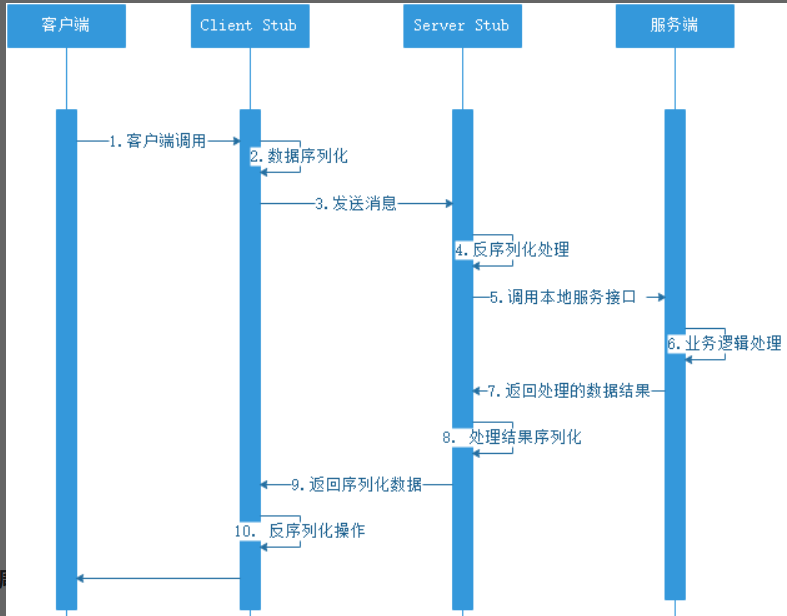 客户端
Client Stub
Server Stub
服务端
1.客户端调用
2.数据序列化
3.发送消息
4.反序列化处理
5.调用本地服务接口
6.业务逻辑处理
7.返回处理的数据结果
8. 处理结果序列化
9.返回序列化数据
10. 反序列化操作